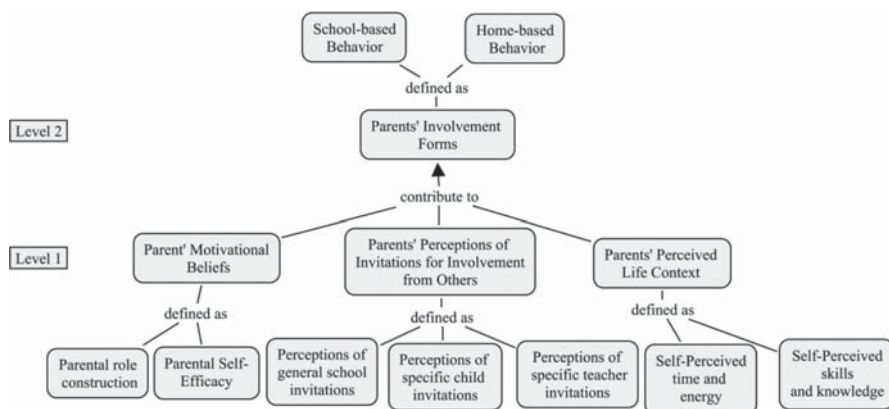 School-based
Behavior
Home-based
Behavior
defined as
Level 2
Parents' Involvement
Forms
contribute to
Level 1
Parent' Motivational
Beliefs
Parents' Perceptions of
Invitations for Involvement
from Others
Parents' Perceived
Life Context
defined as
defined as
defined as
Parental role
construction
Parental Self-
Efficacy
Perceptions of
general school
invitations
Perceptions of
specific child
invitations
Perceptions of
specific teacher
invitations
Self-Perceived
time and
energy
Self-Perceived
skills
and knowledge